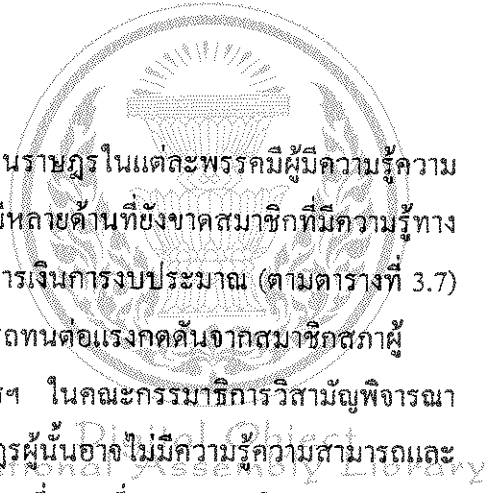 นราษฎรในแต่ละพรรคมีผู้มีความรู้ความ
มีหลายด้านที่ยังขาดสมาชิกที่มีความรู้ทาง
การเงินการงบประมาณ (ตามตารางที่ 3.7)
รถทนต่อแรงกดดันจากสมาชิกสภาผู้
รฯ ในคณะกรรมาธิการวิสามัญพิจารณา
Digital Object
ฎรผู้นั้นอาจไม่มีความรู้ความสามารถและ
National Assembly Library